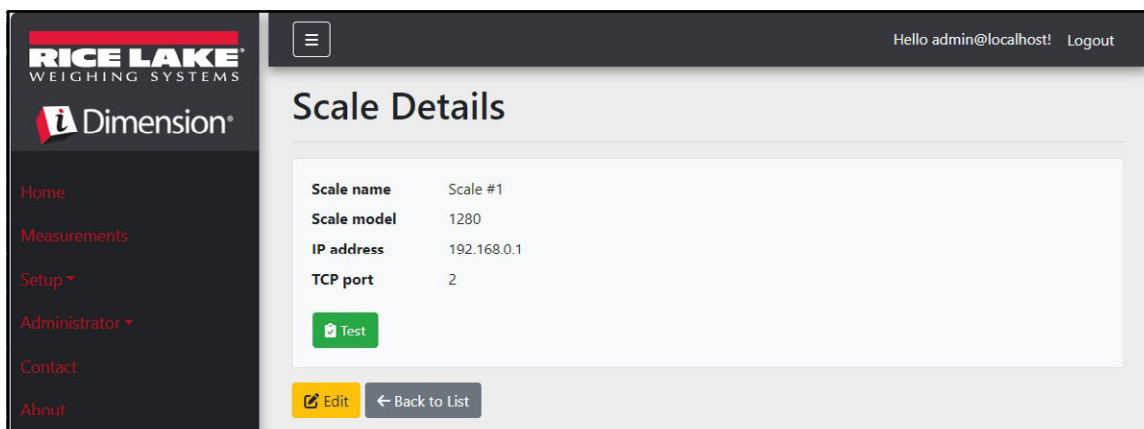 RICE LAKE®
WEIGHING SYSTEMS
i Dimension®
Home
Measurements
Setup
Administrator
Contact
About
Hello admin@localhost! Logout
Scale Details
Scale name Scale #1
Scale model 1280
IP address 192.168.0.1
TCP port 2
Test
Edit
Back to List